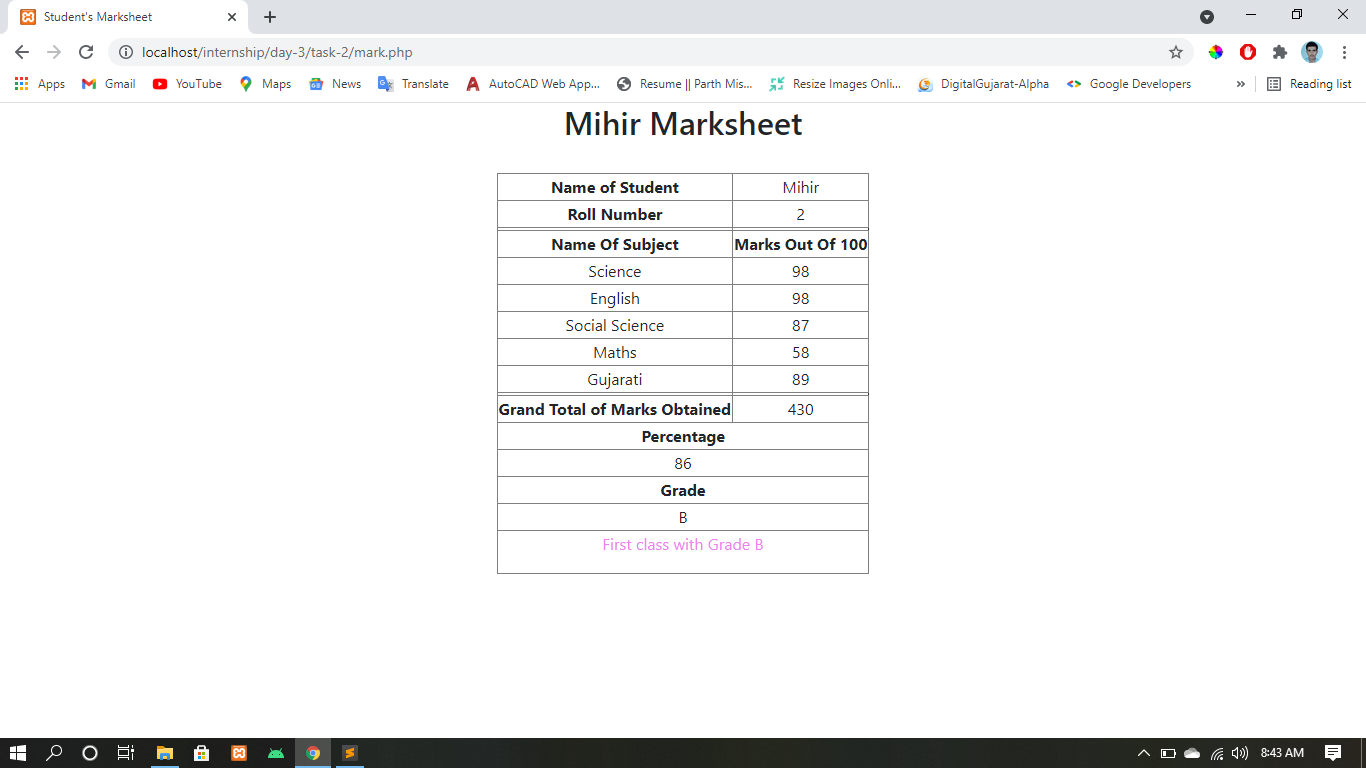 Student's Marksheet
localhost/internship/day-3/task-2/mark.php
Apps Gmail YouTube Maps News Translate AutoCAD Web App... Resume || Parth Mis... Resize Images Onli... DigitalGujarat-Alpha Google Developers » Reading list
Mihir Marksheet
Name of Student Mihir
Roll Number 2
Name Of Subject Marks Out Of 100
Science 98
English 98
Social Science 87
Maths 58
Gujarati 89
Grand Total of Marks Obtained 430
Percentage
86
Grade
B
First class with Grade B
8:43 AM